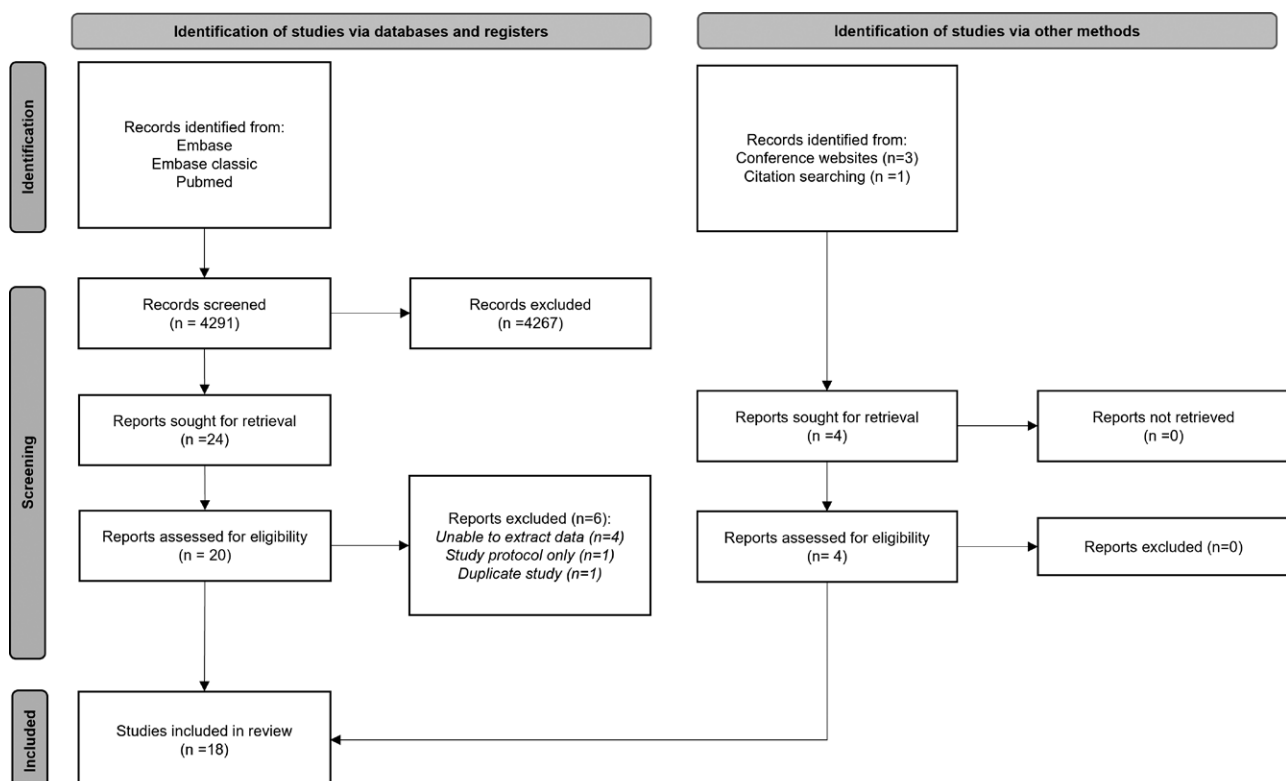 Identification of studies via databases and registers
Identification of studies via other methods
Identification
Records identified from:
Embase
Embase classic
Pubmed
Records identified from:
Conference websites (n=3)
Citation searching (n =1)
Screening
Records screened
(n = 4291)
Records excluded
(n =4267)
Reports sought for retrieval
(n =24)
Reports sought for retrieval
(n =4)
Reports not retrieved
(n =0)
Reports assessed for eligibility
(n = 20)
Reports excluded (n=6):
Unable to extract data (n=4)
Study protocol only (n=1)
Duplicate study (n=1)
Reports assessed for eligibility
(n= 4)
Reports excluded (n=0)
Included
Studies included in review
(n =18)